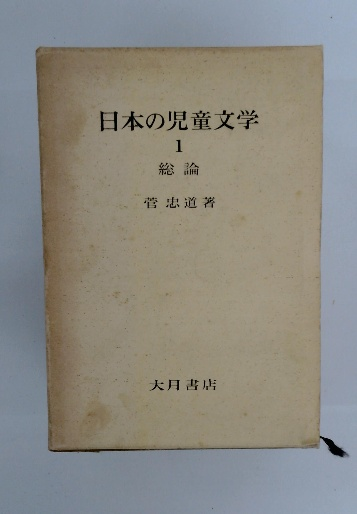 日本の児童文学
1
総論
菅忠道著
大月書店